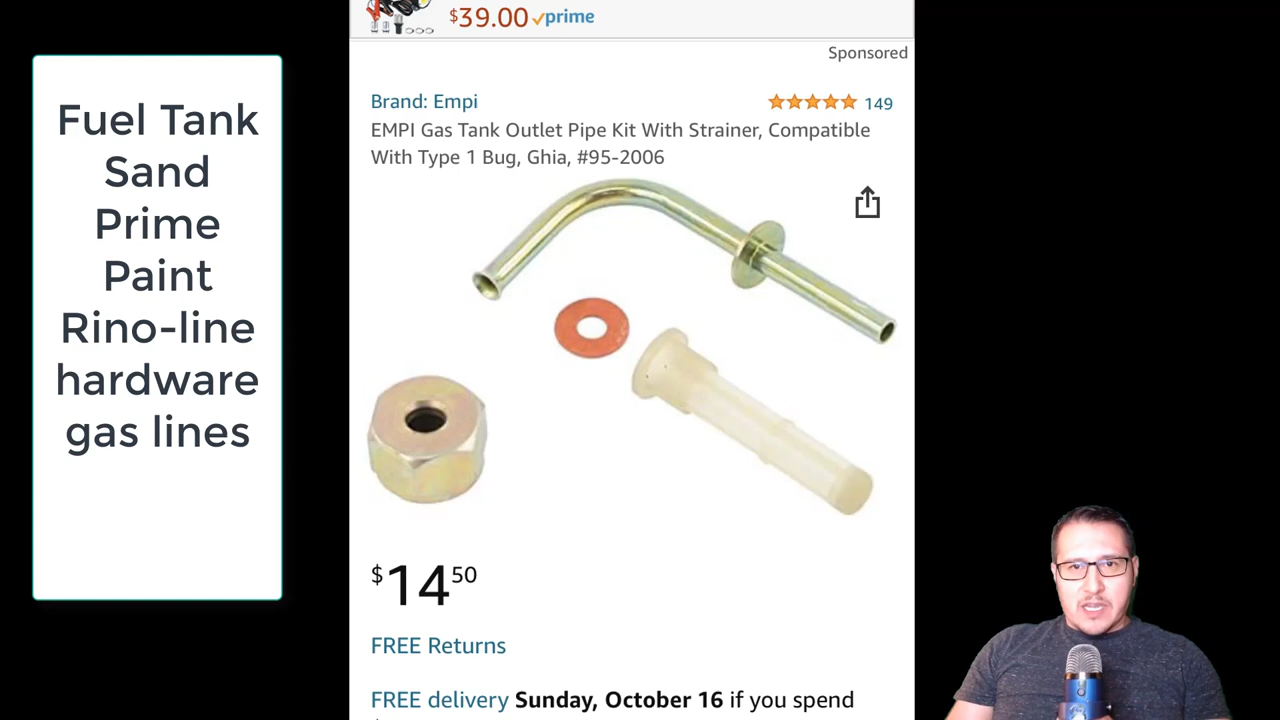 $39.00 prime
Sponsored
Fuel Tank
Sand
Prime
Paint
Rino-line
hardware
gas lines
Brand: Empi
149
EMPI Gas Tank Outlet Pipe Kit With Strainer, Compatible
With Type 1 Bug, Ghia, #95-2006
$14 50
FREE Returns
FREE delivery Sunday, October 16 if you spend